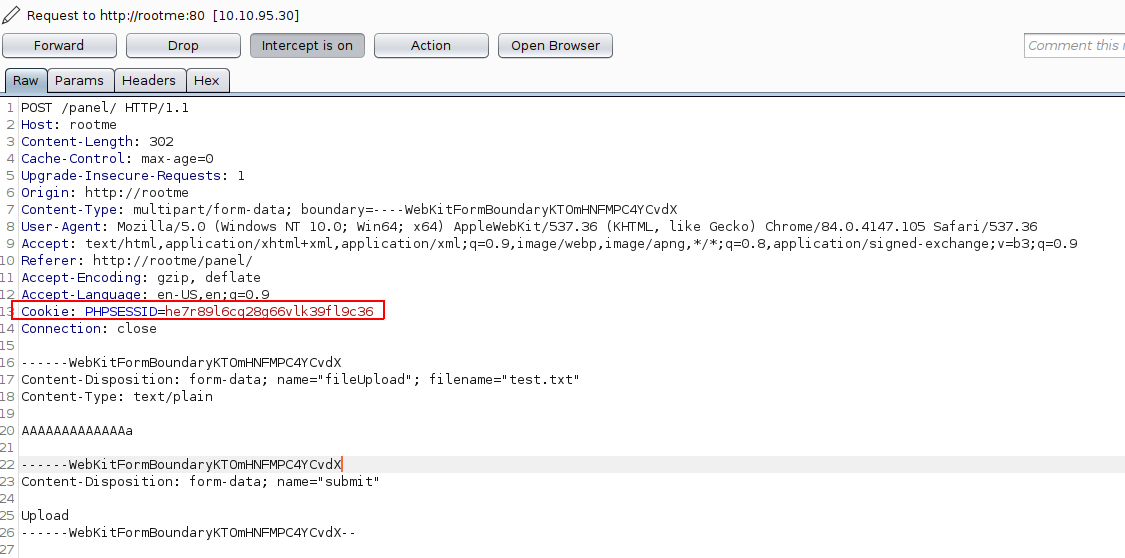 Request to http://rootme:80 [10.10.95.30]
Forward Drop Intercept is on Action Open Browser Comment this
Raw Params Headers Hex
1 POST /panel/ HTTP/1.1
2 Host: rootme
3 Content-Length: 302
4 Cache-Control: max-age=0
5 Upgrade-Insecure-Requests: 1
6 Origin: http://rootme
7 Content-Type: multipart/form-data; boundary=----WebKitFormBoundaryKTOmHNFMPC4YCvdX
8 User-Agent: Mozilla/5.0 (Windows NT 10.0; Win64; x64) AppleWebKit/537.36 (KHTML, like Gecko) Chrome/84.0.4147.105 Safari/537.36
9 Accept: text/html,application/xhtml+xml,application/xml;q=0.9,image/webp,image/apng,*/*;q=0.8,application/signed-exchange;v=b3;q=0.9
10 Referer: http://rootme/panel/
11 Accept-Encoding: gzip, deflate
12 Accept-Language: en-US,en;q=0.9
13 Cookie: PHPSESSID=he7r89l6cq28g66vlk39fl9c36
14 Connection: close
15
16 ------WebKitFormBoundaryKTOmHNFMPC4YCvdX
17 Content-Disposition: form-data; name="fileUpload"; filename="test.txt"
18 Content-Type: text/plain
19
20 AAAAAAAAAAAAAa
21
22 ------WebKitFormBoundaryKTOmHNFMPC4YCvdX
23 Content-Disposition: form-data; name="submit"
24
25 Upload
26 ------WebKitFormBoundaryKTOmHNFMPC4YCvdX--
27